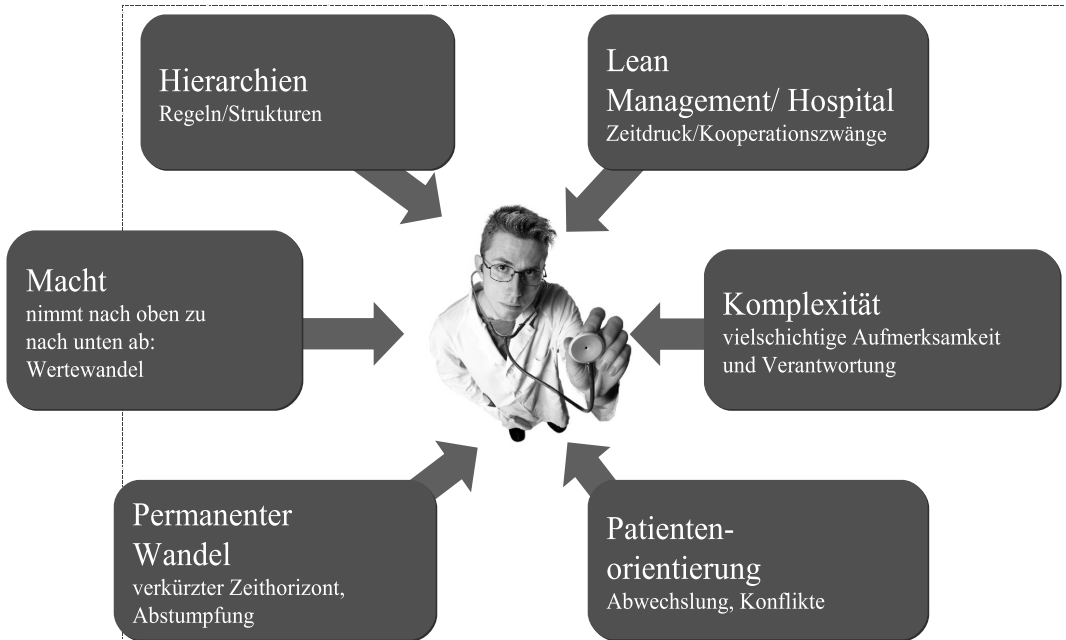 Hierarchien
Regeln/Strukturen
Lean
Management/ Hospital
Zeitdruck/Kooperationszwänge
Macht
nimmt nach oben zu
nach unten ab:
Wertewandel
Komplexität
vielschichtige Aufmerksamkeit
und Verantwortung
Permanenter
Wandel
verkürzter Zeithorizont,
Abstumpfung
Patienten-
orientierung
Abwechslung, Konflikte